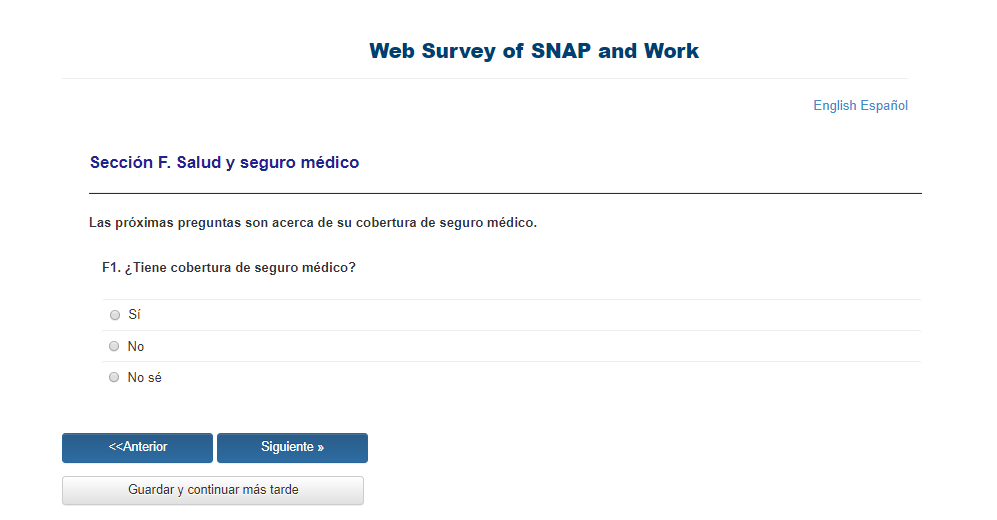 Web Survey of SNAP and Work
English Español
Sección F. Salud y seguro médico
Las próximas preguntas son acerca de su cobertura de seguro médico.
F1. ¿Tiene cobertura de seguro médico?
Sí
No
No sé
<<Anterior Siguiente »
Guardar y continuar más tarde